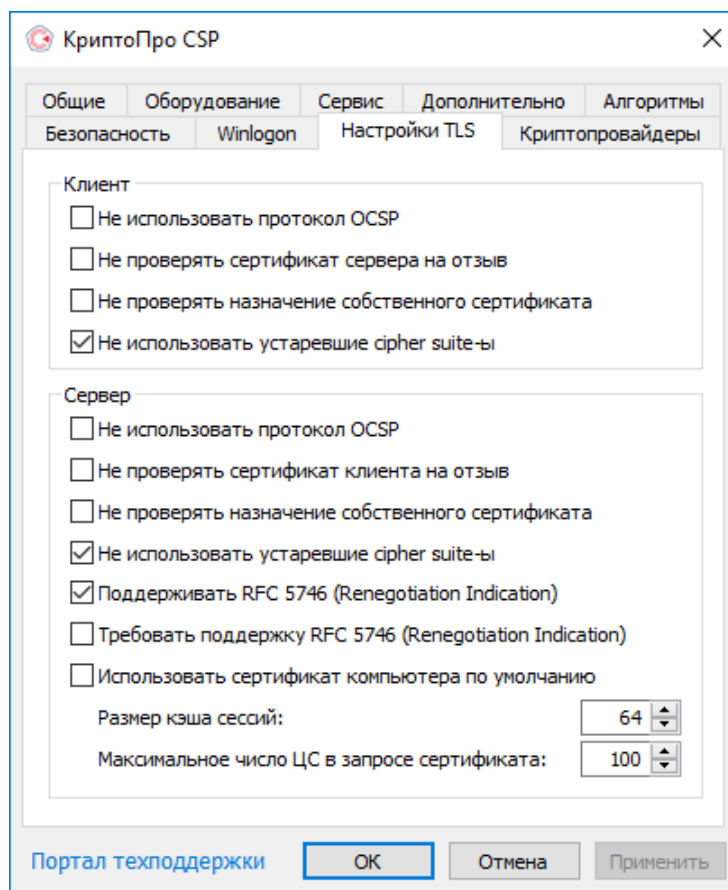 КриптоПро CSP
Общие Оборудование Сервис Дополнительно Алгоритмы
Безопасность Winlogon Настройки TLS Криптопровайдеры
Клиент
Не использовать протокол OCSP
Не проверять сертификат сервера на отзыв
Не проверять назначение собственного сертификата
Не использовать устаревшие cipher suite-ы
Сервер
Не использовать протокол OCSP
Не проверять сертификат клиента на отзыв
Не проверять назначение собственного сертификата
Не использовать устаревшие cipher suite-ы
Поддерживать RFC 5746 (Renegotiation Indication)
Требовать поддержку RFC 5746 (Renegotiation Indication)
Использовать сертификат компьютера по умолчанию
Размер кэша сессий: 64
Максимальное число ЦС в запросе сертификата: 100
Портал техподдержки ОК Отмена Применить